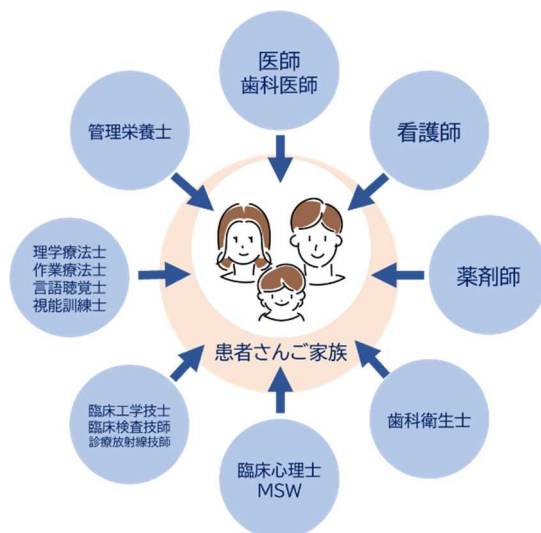 医師
歯科医師
管理栄養士
看護師
理学療法士
作業療法士
言語聴覚士
視能訓練士
薬剤師
患者さんご家族
臨床工学技士
臨床検査技師
診療放射線技師
歯科衛生士
臨床心理士
MSW